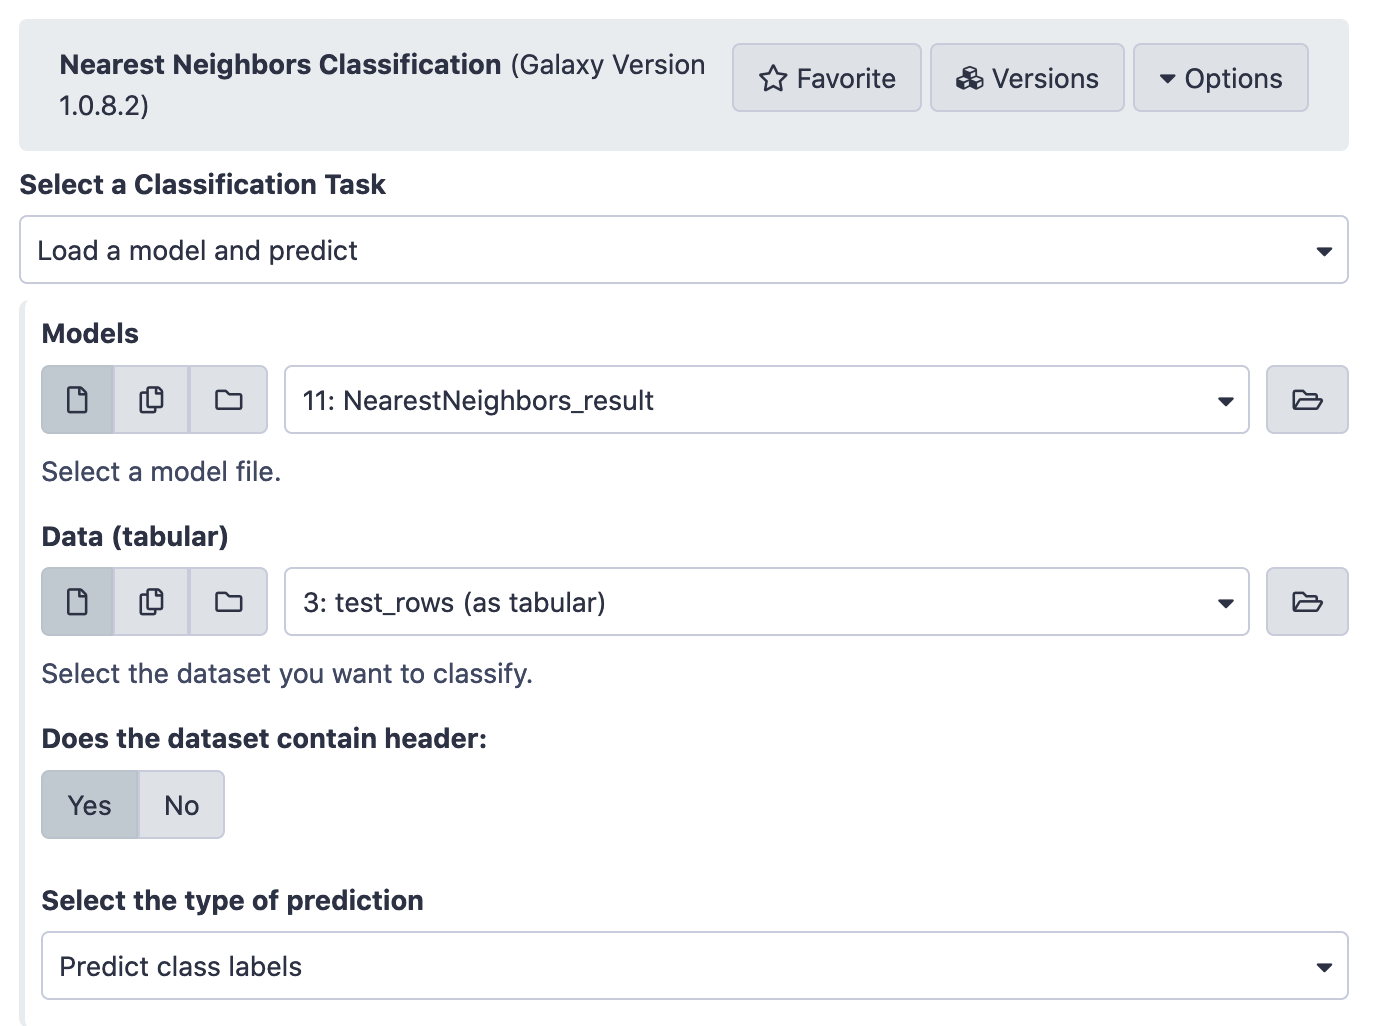 Nearest Neighbors Classification (Galaxy Version
1.0.8.2)
Favorite
Versions
Options
Select a Classification Task
Load a model and predict
Models
11: NearestNeighbors_result
Select a model file.
Data (tabular)
3: test_rows (as tabular)
Select the dataset you want to classify.
Does the dataset contain header:
Yes No
Select the type of prediction
Predict class labels